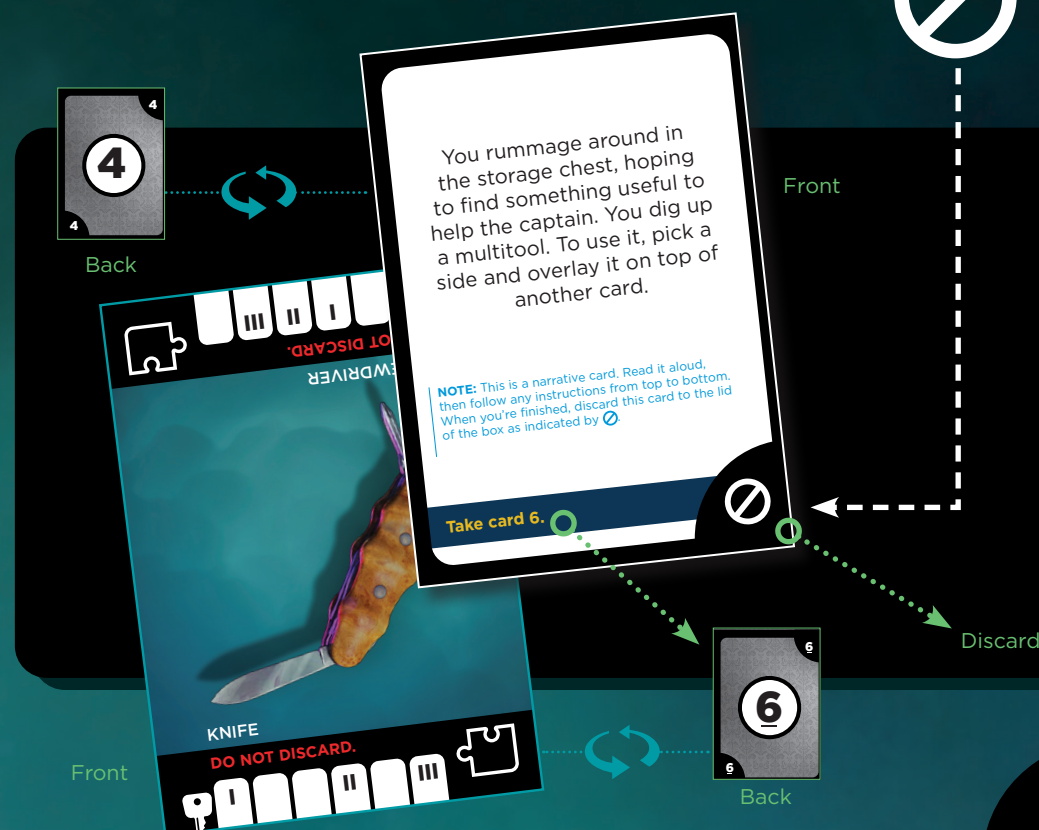 4
4
4
Back
You rummage around in
the storage chest, hoping
to find something useful to
help the captain. You dig up
a multitool. To use it, pick a
side and overlay it on top of
another card.
Front
NOTE: This is a narrative card. Read it aloud,
then follow any instructions from top to bottom.
When you're finished, discard this card to the lid
of the box as indicated by
Take card 6.
III II I
DISCARD.
KNIFE
DO NOT DISCARD.
I II III
Front
Discard
6
6
6
Back